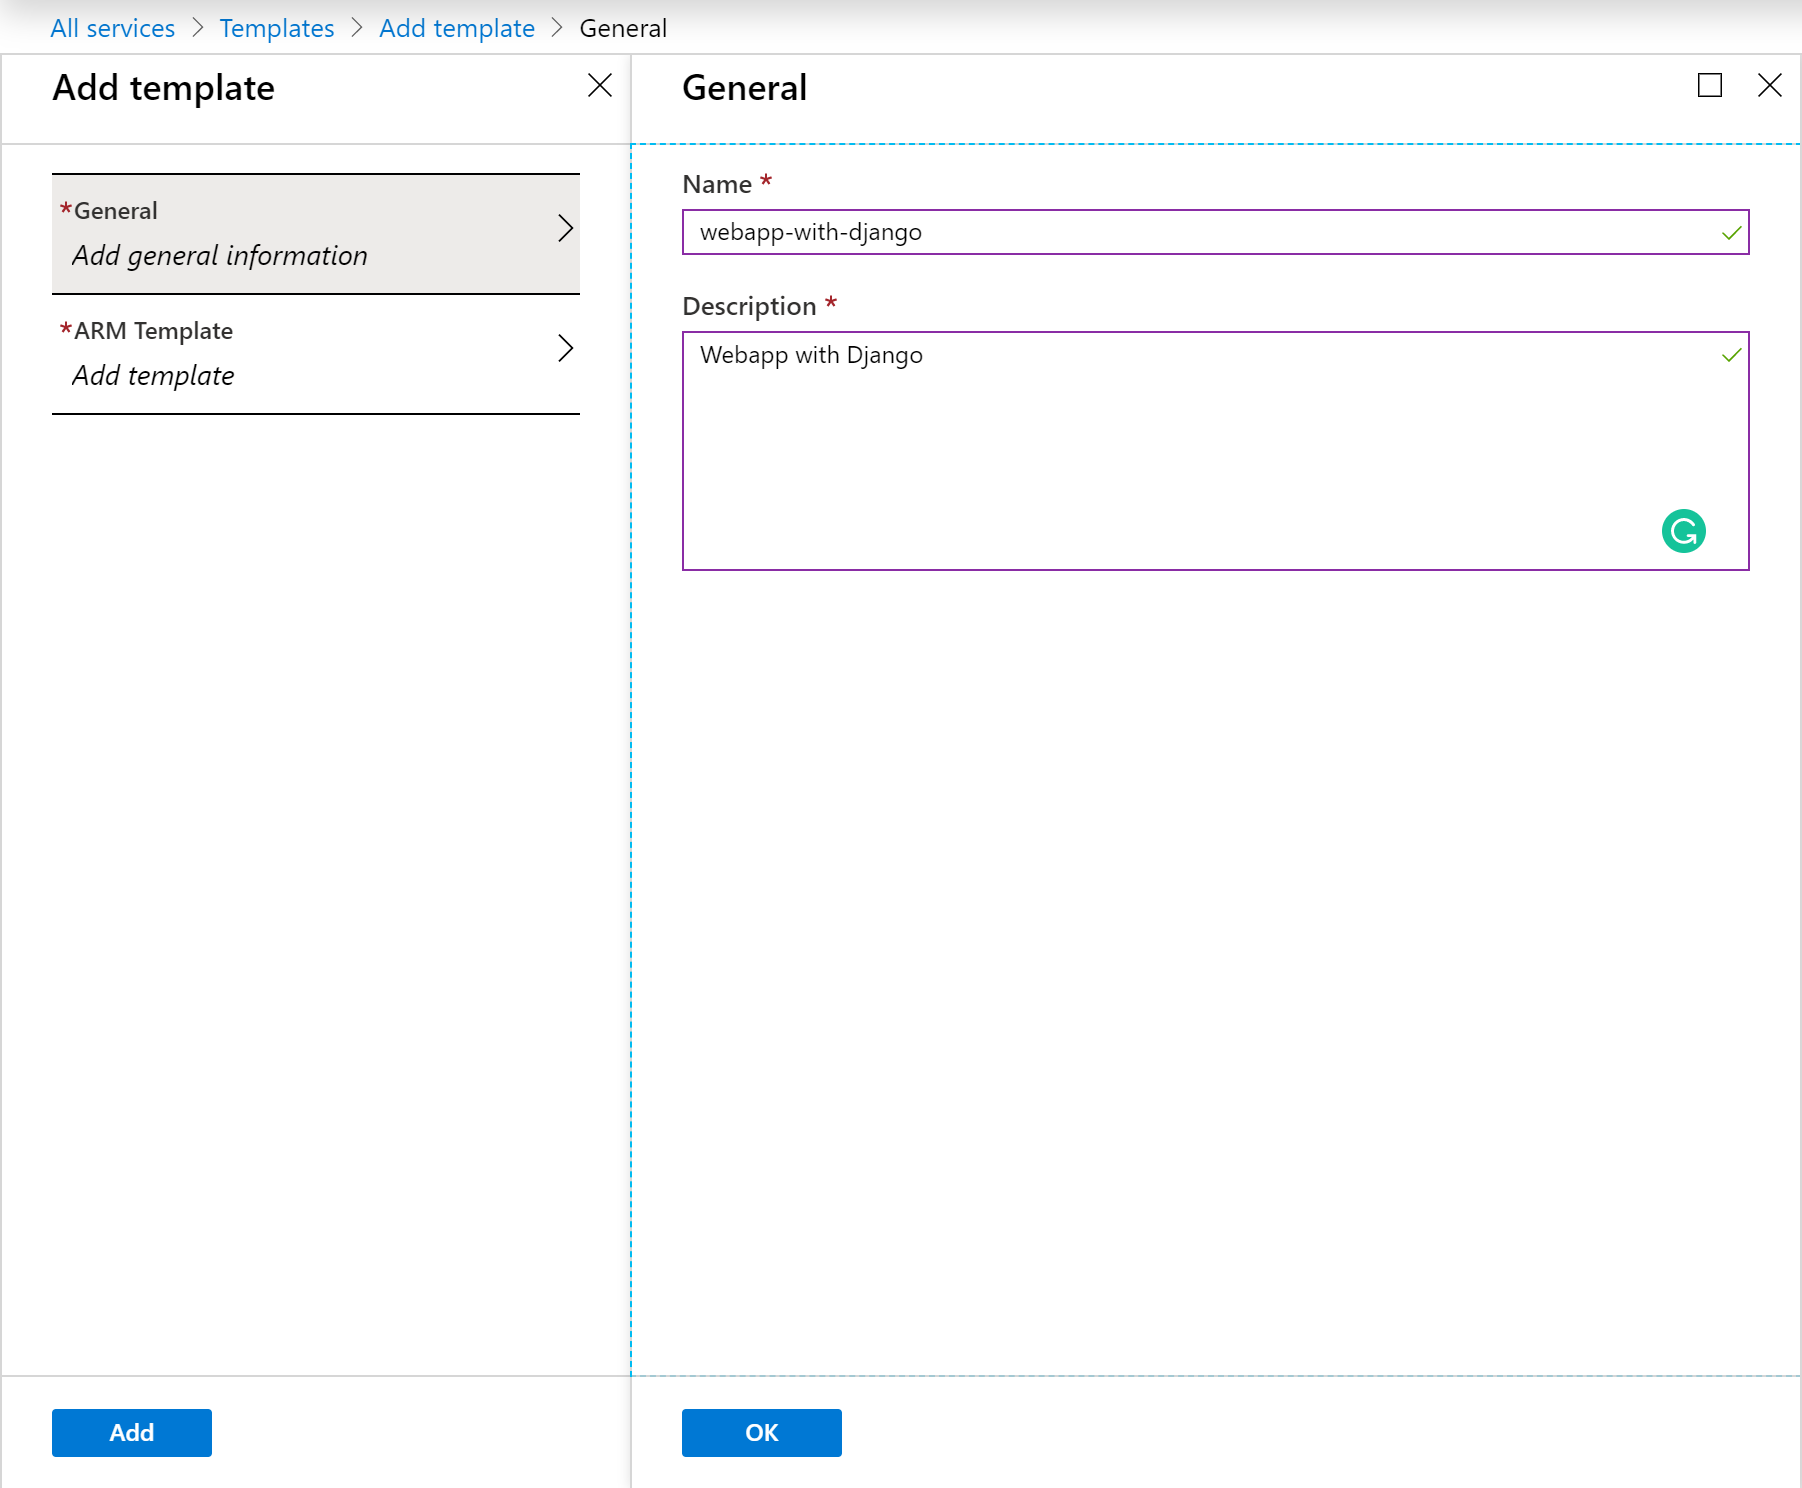 All services > Templates > Add template > General
Add template
General
*General
Add general information
*ARM Template
Add template
Name *
webapp-with-django
Description *
Webapp with Django
Add
OK